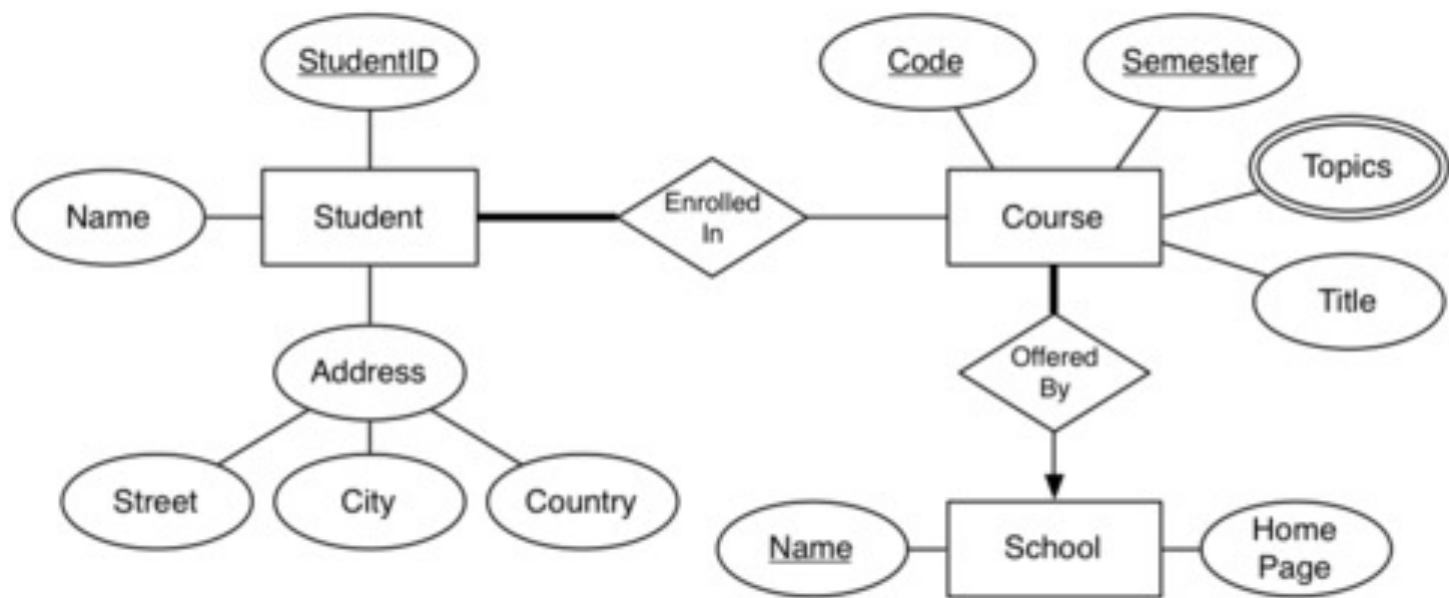 StudentID
Code
Semester
Topics
Name
Student
Enrolled
In
Course
Title
Address
Offered
By
Street
City
Country
Name
School
Home
Page